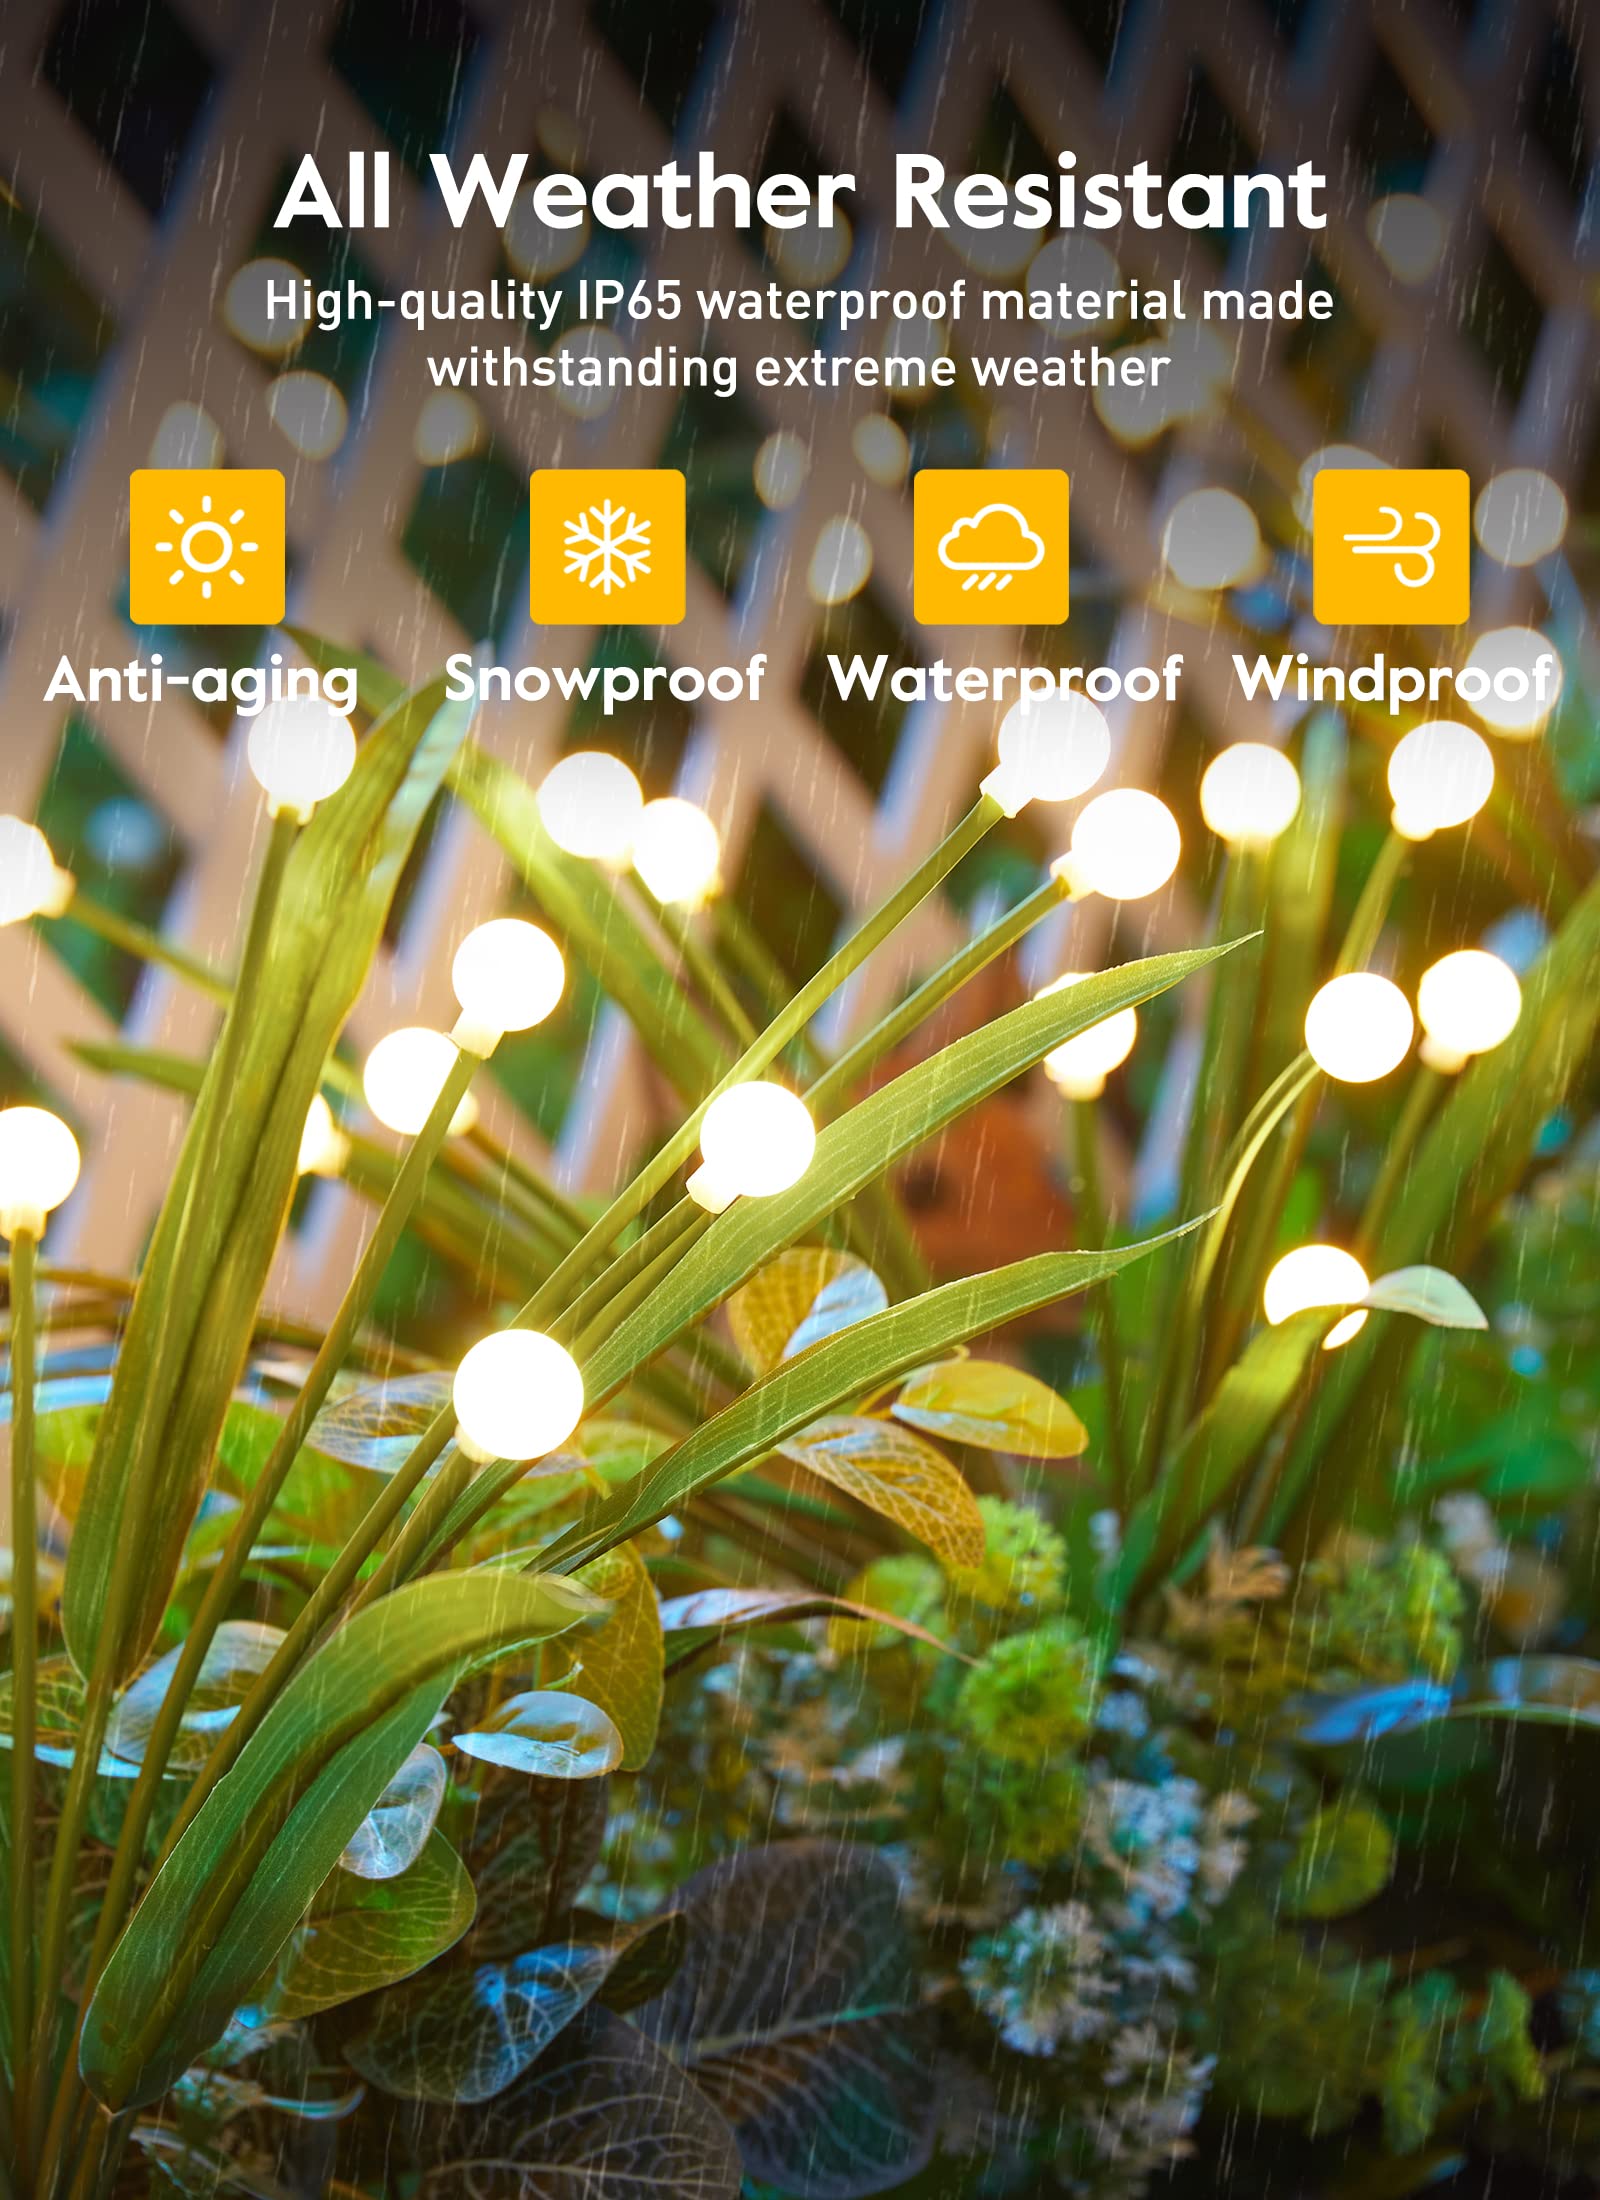 All Weather Resistant
High-quality IP65 waterproof material made
withstanding extreme weather
Anti-aging Snowproof Waterproof Windproof